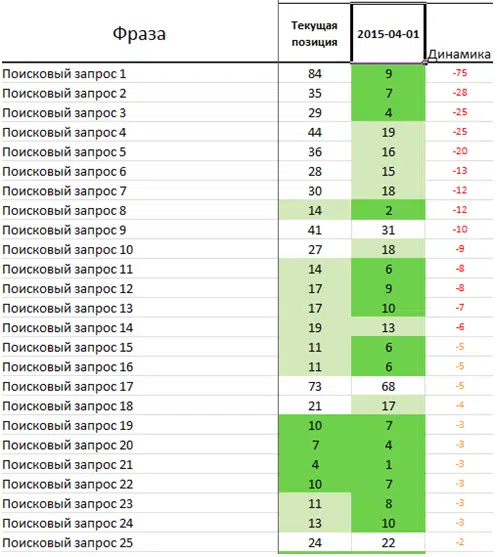 Фраза Текущая позиция 2015-04-01 Динамика
Поисковый запрос 1 84 9 -75
Поисковый запрос 2 35 7 -28
Поисковый запрос 3 29 4 -25
Поисковый запрос 4 44 19 -25
Поисковый запрос 5 36 16 -20
Поисковый запрос 6 28 15 -13
Поисковый запрос 7 30 18 -12
Поисковый запрос 8 14 2 -12
Поисковый запрос 9 41 31 -10
Поисковый запрос 10 27 18 -9
Поисковый запрос 11 14 6 -8
Поисковый запрос 12 17 9 -8
Поисковый запрос 13 17 10 -7
Поисковый запрос 14 19 13 -6
Поисковый запрос 15 11 6 -5
Поисковый запрос 16 11 6 -5
Поисковый запрос 17 73 68 -5
Поисковый запрос 18 21 17 -4
Поисковый запрос 19 10 7 -3
Поисковый запрос 20 7 4 -3
Поисковый запрос 21 4 1 -3
Поисковый запрос 22 10 7 -3
Поисковый запрос 23 11 8 -3
Поисковый запрос 24 13 10 -3
Поисковый запрос 25 24 22 -2